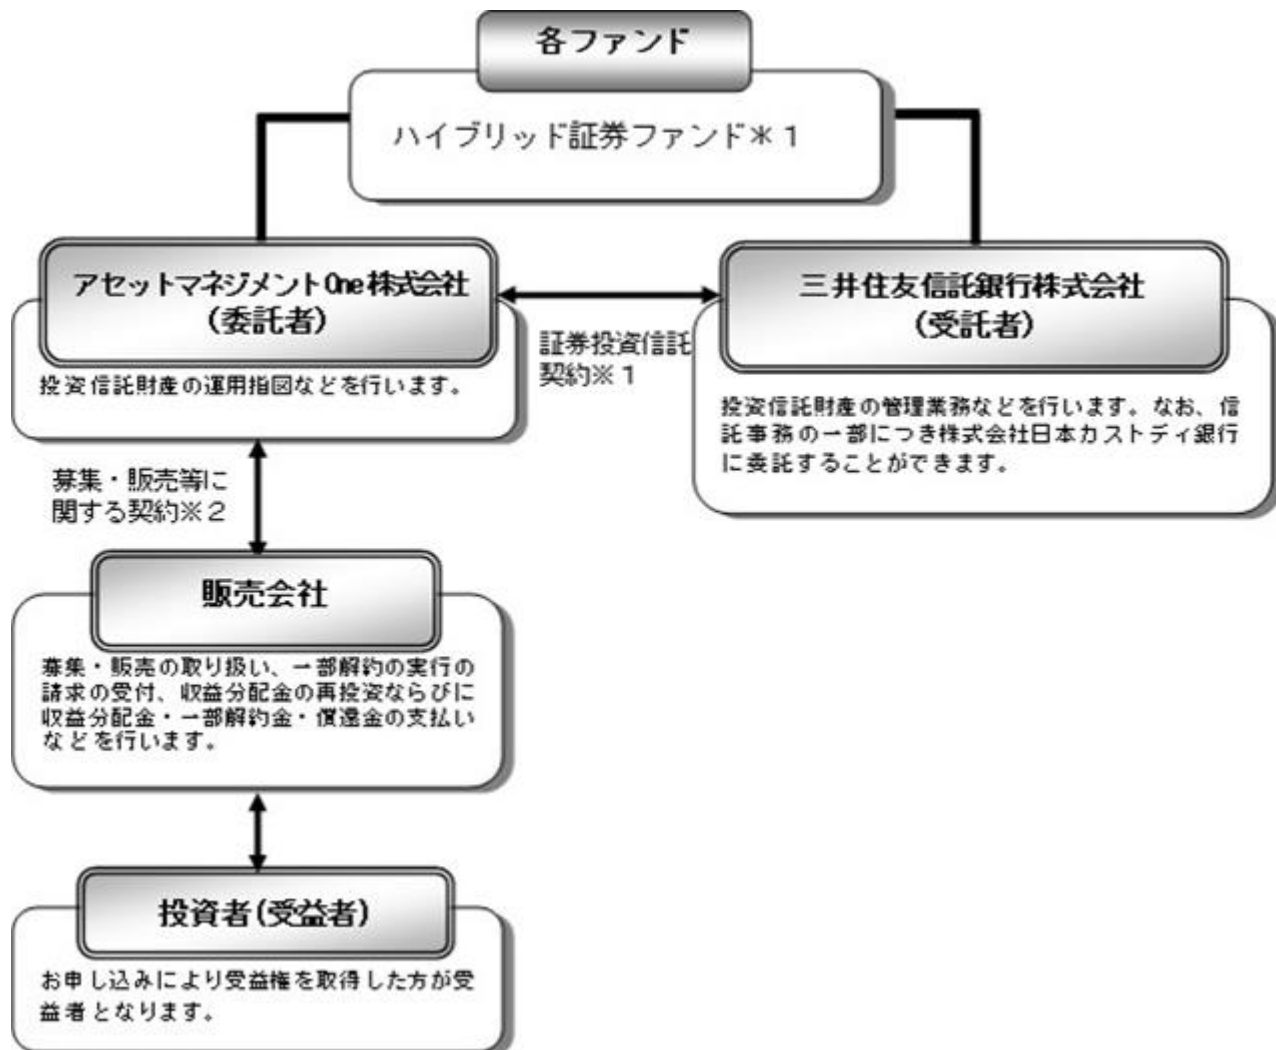 各ファンド
ハイブリッド証券ファンド＊１
アセットマネジメントOne株式会社
（委託者）
投資信託財産の運用指図などを行います。
証券投資信託
契約※１
三井住友信託銀行株式会社
（受託者）
投資信託財産の管理業務などを行います。なお、信
託事務の一部につき株式会社日本カストディ銀行
に委託することができます。
募集・販売等に
関する契約※２
販売会社
募集・販売の取り扱い、一部解約の実行の
請求の受付、収益分配金の再投資ならびに
収益分配金・一部解約金・償還金の支払い
などを行います。
投資者（受益者）
お申し込みにより受益権を取得した方が受
益者となります。